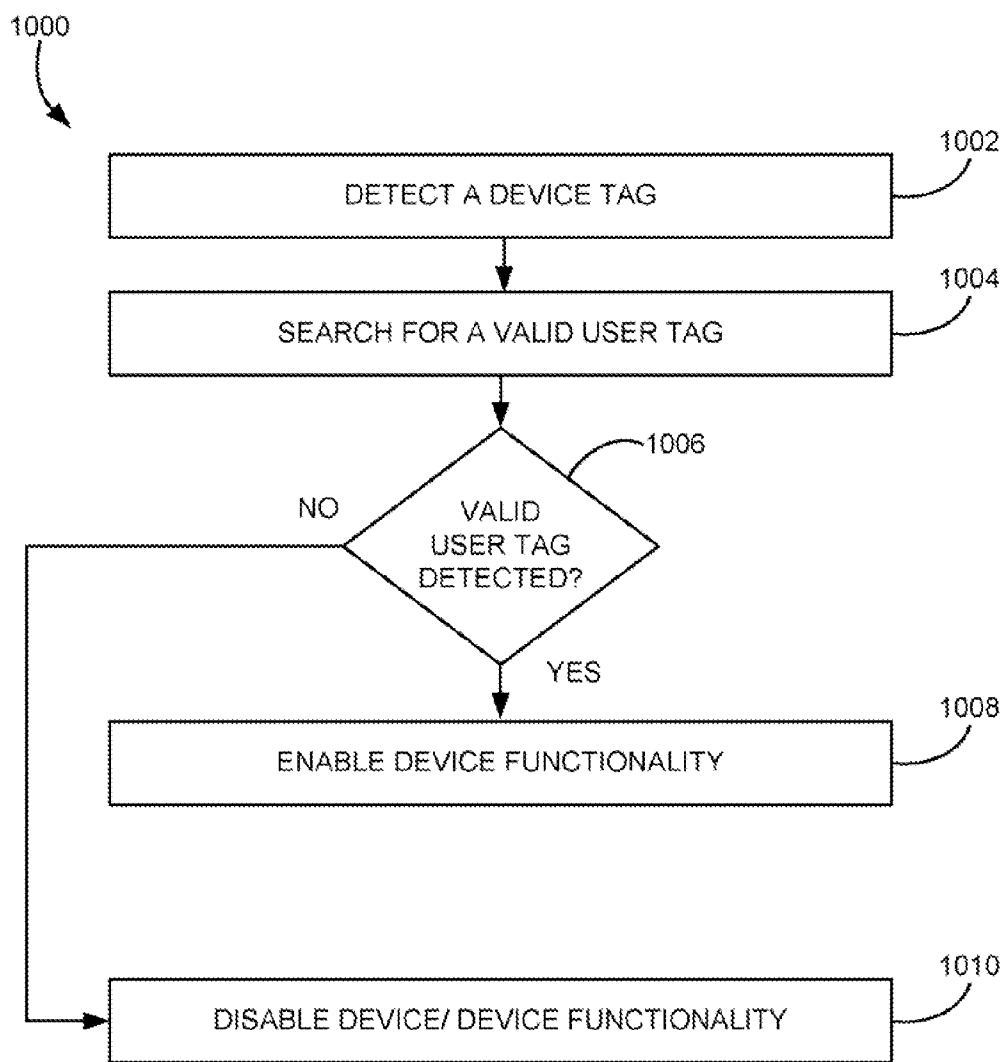 1000
1002
DETECT A DEVICE TAG
1004
SEARCH FOR A VALID USER TAG
1006
NO
VALID
USER TAG
DETECTED?
YES
1008
ENABLE DEVICE FUNCTIONALITY
1010
DISABLE DEVICE/ DEVICE FUNCTIONALITY